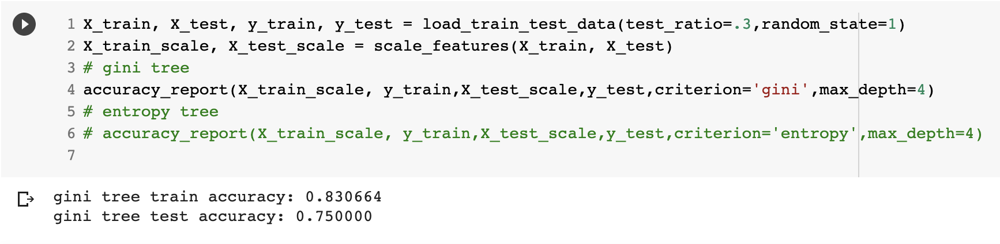 1 X_train, X_test, y_train, y_test = load_train_test_data(test_ratio=.3,random_state=1)
2 X_train_scale, X_test_scale = scale_features(X_train, X_test)
3 # gini tree
4 accuracy_report(X_train_scale, y_train,X_test_scale,y_test,criterion='gini',max_depth=4)
5 # entropy tree
6 # accuracy_report(X_train_scale, y_train,X_test_scale,y_test,criterion='entropy',max_depth=4)
7
gini tree train accuracy: 0.830664
gini tree test accuracy: 0.750000